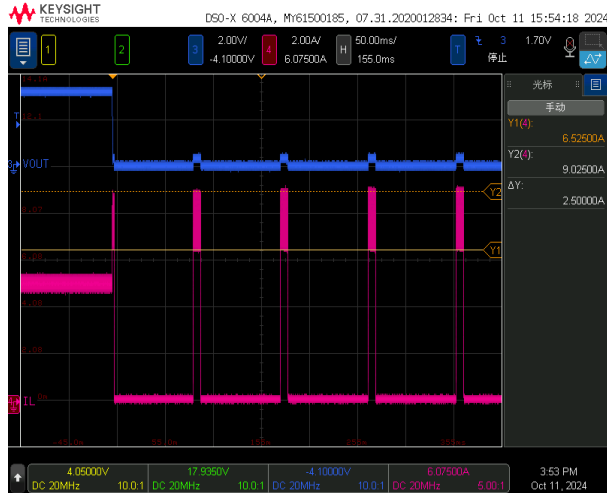 KEYSIGHT
TECHNOLOGIES
DSO-X 6004A, MY61500185, 07.31.2020012834: Fri Oct 11 15:54:18 2024
1
2
3
2.00V/
-4.10000V
4
2.00A/
6.07500A
H
50.00ms/
155.0ms
T
3
停止
1.70V
光标
手动
Y1(4):
6.52500A
Y2(4):
9.02500A
ΔY:
2.50000A
T
VOUT
Y2
Y1
IL
4.05000V
DC 20MHz 10.0:1
17.9350V
DC 20MHz 10.0:1
-4.10000V
DC 20MHz 10.0:1
6.07500A
DC 20MHz 5.00:1
3:53 PM
Oct 11, 2024